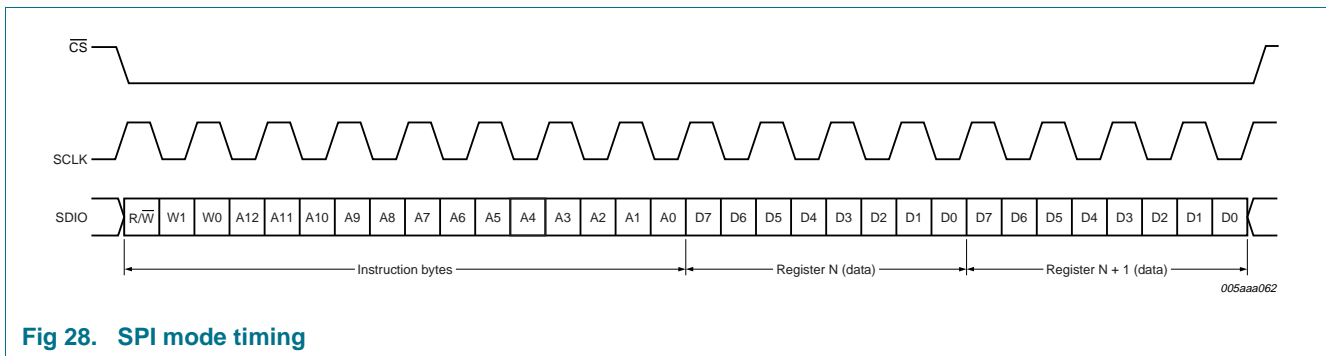 CS
SCLK
SDIO R/W W1 W0 A12 A11 A10 A9 A8 A7 A6 A5 A4 A3 A2 A1 A0 D7 D6 D5 D4 D3 D2 D1 D0 D7 D6 D5 D4 D3 D2 D1 D0
Instruction bytes Register N (data) Register N + 1 (data)
005aaa062
Fig 28. SPI mode timing